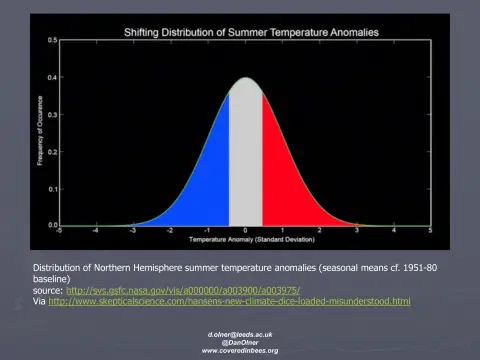 Shifting Distribution of Summer Temperature Anomalies
0.5
0.4
0.3
0.2
0.1
0.0
Frequency of Occurence
-5 -4 -3 -2 -1 0 1 2 3 4 5
Temperature Anomaly (Standard Deviation)
Distribution of Northern Hemisphere summer temperature anomalies (seasonal means cf. 1951-80
baseline)
source: http://svs.gsfc.nasa.gov/vis/a000000/a003900/a003975/
Via http://www.skepticalscience.com/hansens-new-climate-dice-loaded-misunderstood.html
d.olner@leeds.ac.uk
@DanOlner
www.coveredinbees.org